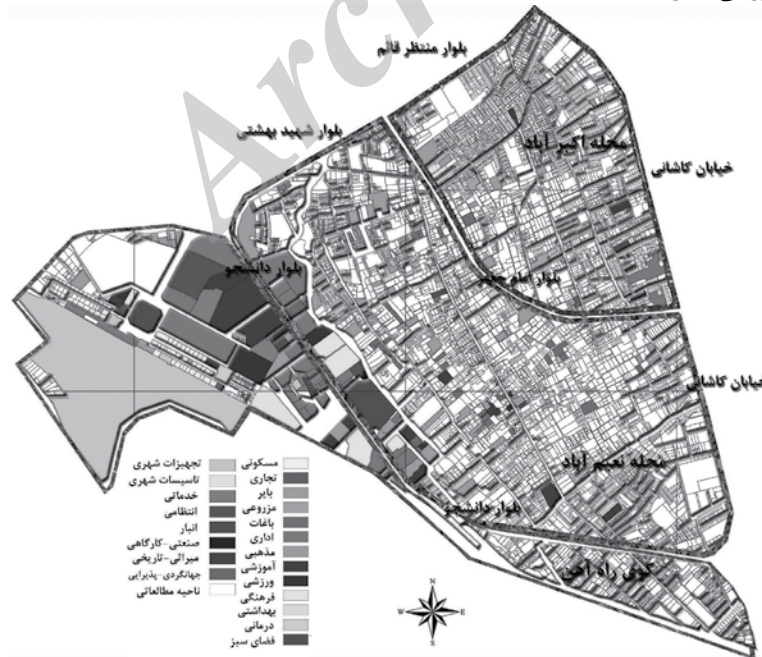 Arc
بلوار منتظر قائم
بلوار شهید بهشتی
محله اکبر آباد
خیابان کاشانی
بلوار دانشجو
بلوار امام جعفر
خیابان کاشانی
محله نعیم آباد
بلوار دانشجو
کوی راه آهن
مسکونی
تجاری
بایر
مزروعی
باغات
اداری
مذهبی
آموزشی
ورزشی
فرهنگی
بهداشتی
درمانی
فضای سبز
تجهیزات شهری
تاسیسات شهری
خدماتی
انتظامی
انبار
صنعتی-کارگاهی
میراثی-تاریخی
جهانگردی-پذیرایی
ناحیه مطالعاتی
N
W E
S